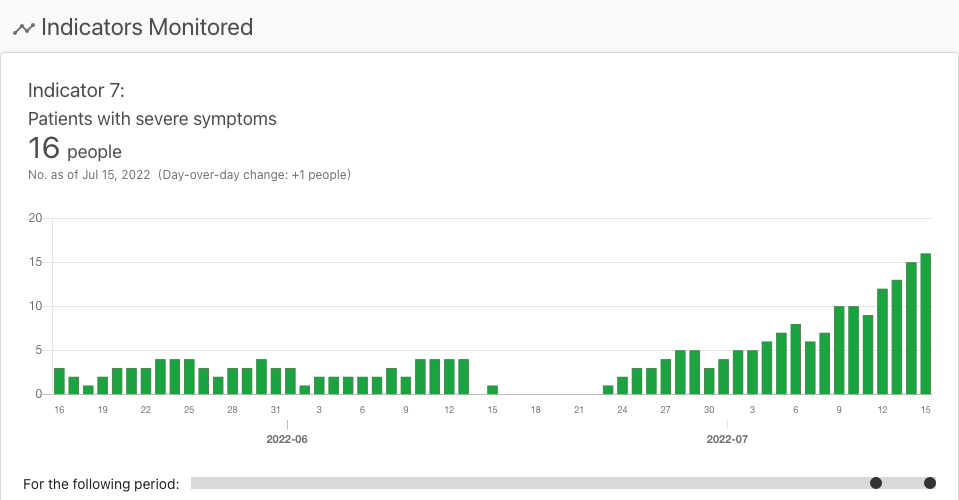 Indicators Monitored
Indicator 7:
Patients with severe symptoms
16 people
No. as of Jul 15, 2022 (Day-over-day change: +1 people)
20
15
10
5
0
16 19 22 25 28 31 3 6 9 12 15 18 21 24 27 30 3 6 9 12 15
2022-06 2022-07
For the following period: